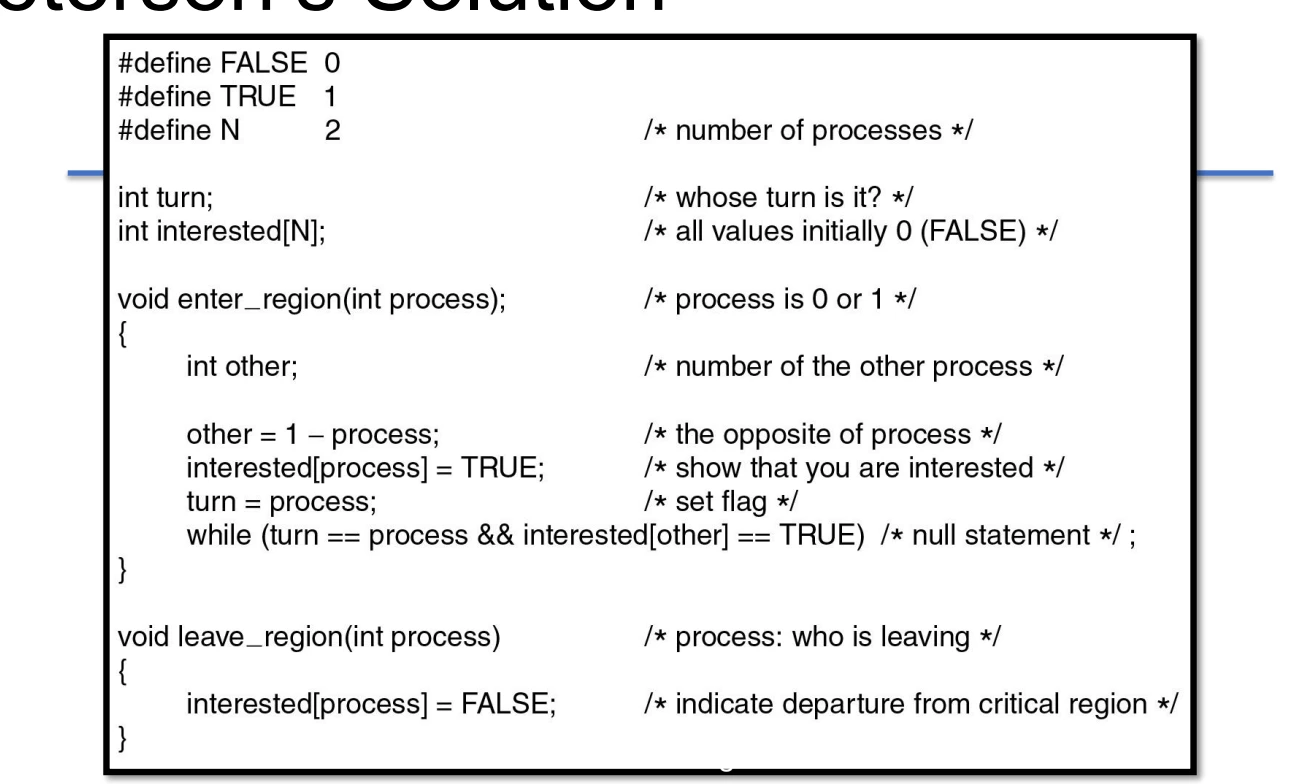 Solution
#define FALSE 0
#define TRUE 1
#define N 2 /* number of processes */
int turn; /* whose turn is it? */
int interested[N]; /* all values initially 0 (FALSE) */
void enter_region(int process); /* process is 0 or 1 */
{
int other; /* number of the other process */
other = 1 – process; /* the opposite of process */
interested[process] = TRUE; /* show that you are interested */
turn = process; /* set flag */
while (turn == process && interested[other] == TRUE) /* null statement */ ;
}
void leave_region(int process) /* process: who is leaving */
{
interested[process] = FALSE; /* indicate departure from critical region */
}